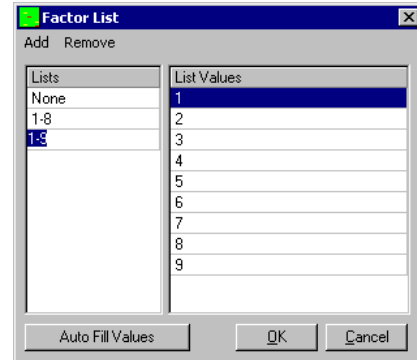 Factor List
Add Remove
Lists
None
1-8
1-9
List Values
1
2
3
4
5
6
7
8
9
Auto Fill Values
OK
Cancel